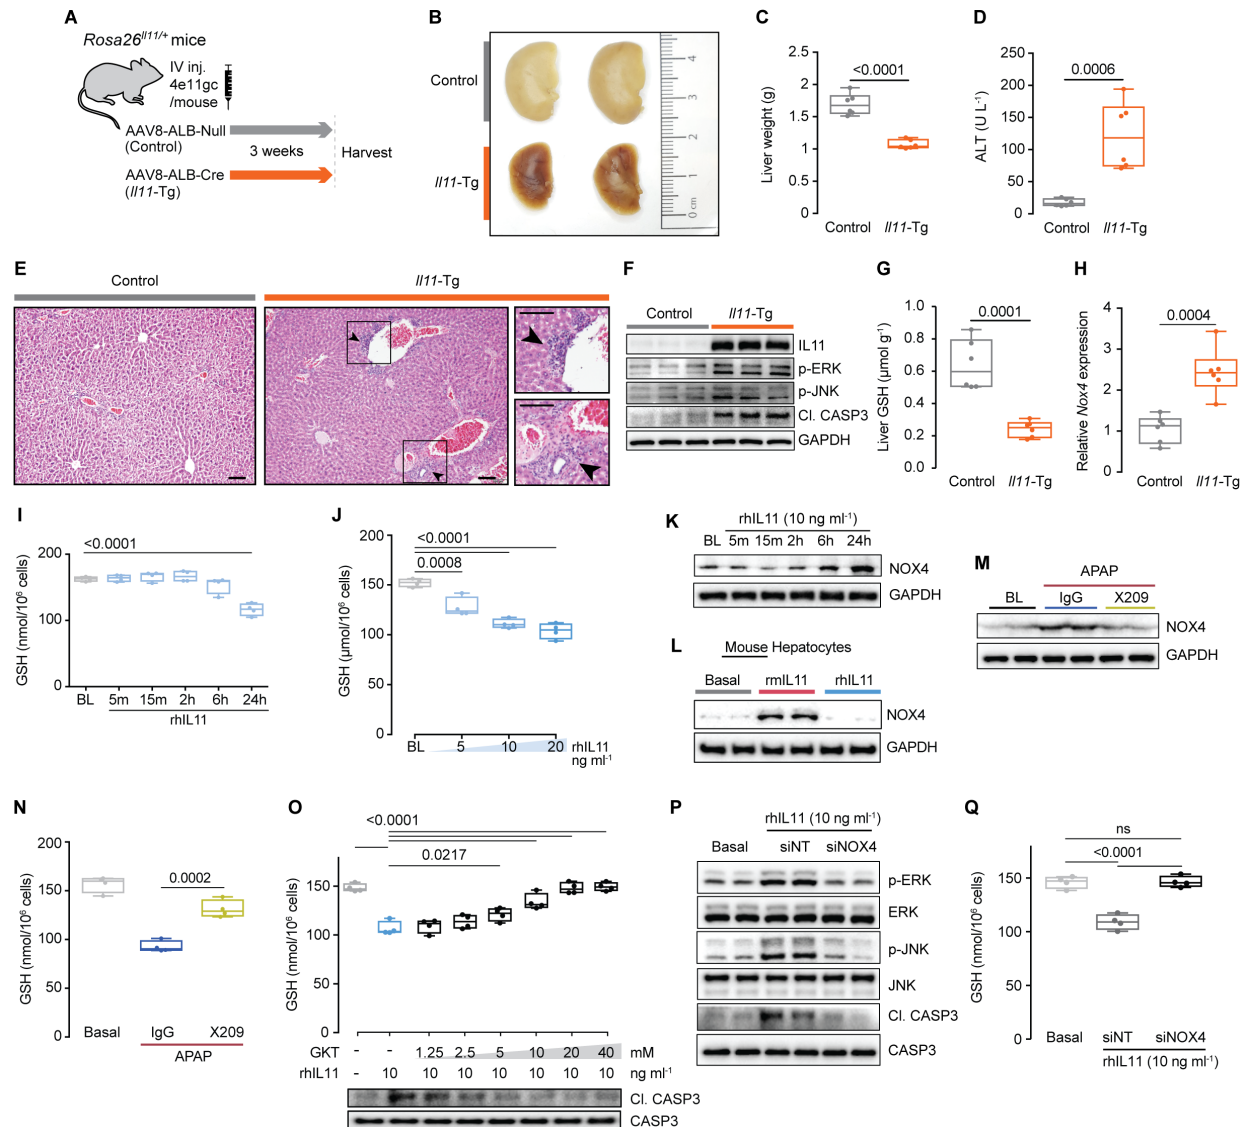 A
Rosa26^Il11/+ mice
IV inj.
4e11gc
/mouse
AAV8-ALB-Null
(Control)
3 weeks
Harvest
AAV8-ALB-Cre
(Il11-Tg)
B
Control
Il11-Tg
4
3
2
1
0 cm
C
Liver weight (g)
2.5
2
1.5
1
0.5
0
<0.0001
Control Il11-Tg
D
ALT (U L⁻¹)
250
200
150
100
50
0
0.0006
Control Il11-Tg
E
Control
Il11-Tg
F
Control Il11-Tg
IL11
p-ERK
p-JNK
Cl. CASP3
GAPDH
G
Liver GSH (µmol g⁻¹)
1.0
0.8
0.6
0.4
0.2
0.0
0.0001
Control Il11-Tg
H
Relative Nox4 expression
4
3
2
1
0
0.0004
Control Il11-Tg
I
GSH (nmol/10⁶ cells)
200
150
100
0
<0.0001
BL 5m 15m 2h 6h 24h
rhIL11
J
GSH (µmol/10⁶ cells)
200
150
100
50
0
<0.0001
0.0008
BL 5 10 20 rhIL11
ng ml⁻¹
K
rhIL11 (10 ng ml⁻¹)
BL 5m 15m 2h 6h 24h
NOX4
GAPDH
L
Mouse Hepatocytes
Basal rmIL11 rhIL11
NOX4
GAPDH
M
APAP
BL IgG X209
NOX4
GAPDH
N
GSH (nmol/10⁶ cells)
200
150
100
50
0
0.0002
Basal IgG X209
APAP
O
GSH (nmol/10⁶ cells)
150
100
50
0
<0.0001
0.0217
GKT - - 1.25 2.5 5 10 20 40 mM
rhIL11 - 10 10 10 10 10 10 10 ng ml⁻¹
Cl. CASP3
CASP3
P
rhIL11 (10 ng ml⁻¹)
Basal siNT siNOX4
p-ERK
ERK
p-JNK
JNK
Cl. CASP3
CASP3
Q
GSH (nmol/10⁶ cells)
150
100
50
0
ns
<0.0001
Basal siNT siNOX4
rhIL11 (10 ng ml⁻¹)